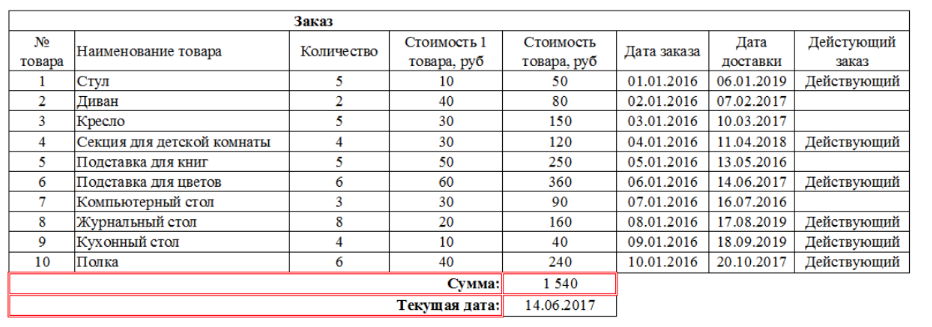 Заказ
№ товара Наименование товара Количество Стоимость 1 товара, руб Стоимость товара, руб Дата заказа Дата доставки Дейстующий заказ
1 Стул 5 10 50 01.01.2016 06.01.2019 Действующий
2 Диван 2 40 80 02.01.2016 07.02.2017
3 Кресло 5 30 150 03.01.2016 10.03.2017
4 Секция для детской комнаты 4 30 120 04.01.2016 11.04.2018 Действующий
5 Подставка для книг 5 50 250 05.01.2016 13.05.2016
6 Подставка для цветов 6 60 360 06.01.2016 14.06.2017 Действующий
7 Компьютерный стол 3 30 90 07.01.2016 16.07.2016
8 Журнальный стол 8 20 160 08.01.2016 17.08.2019 Действующий
9 Кухонный стол 4 10 40 09.01.2016 18.09.2019 Действующий
10 Полка 6 40 240 10.01.2016 20.10.2017 Действующий
Сумма: 1 540
Текущая дата: 14.06.2017